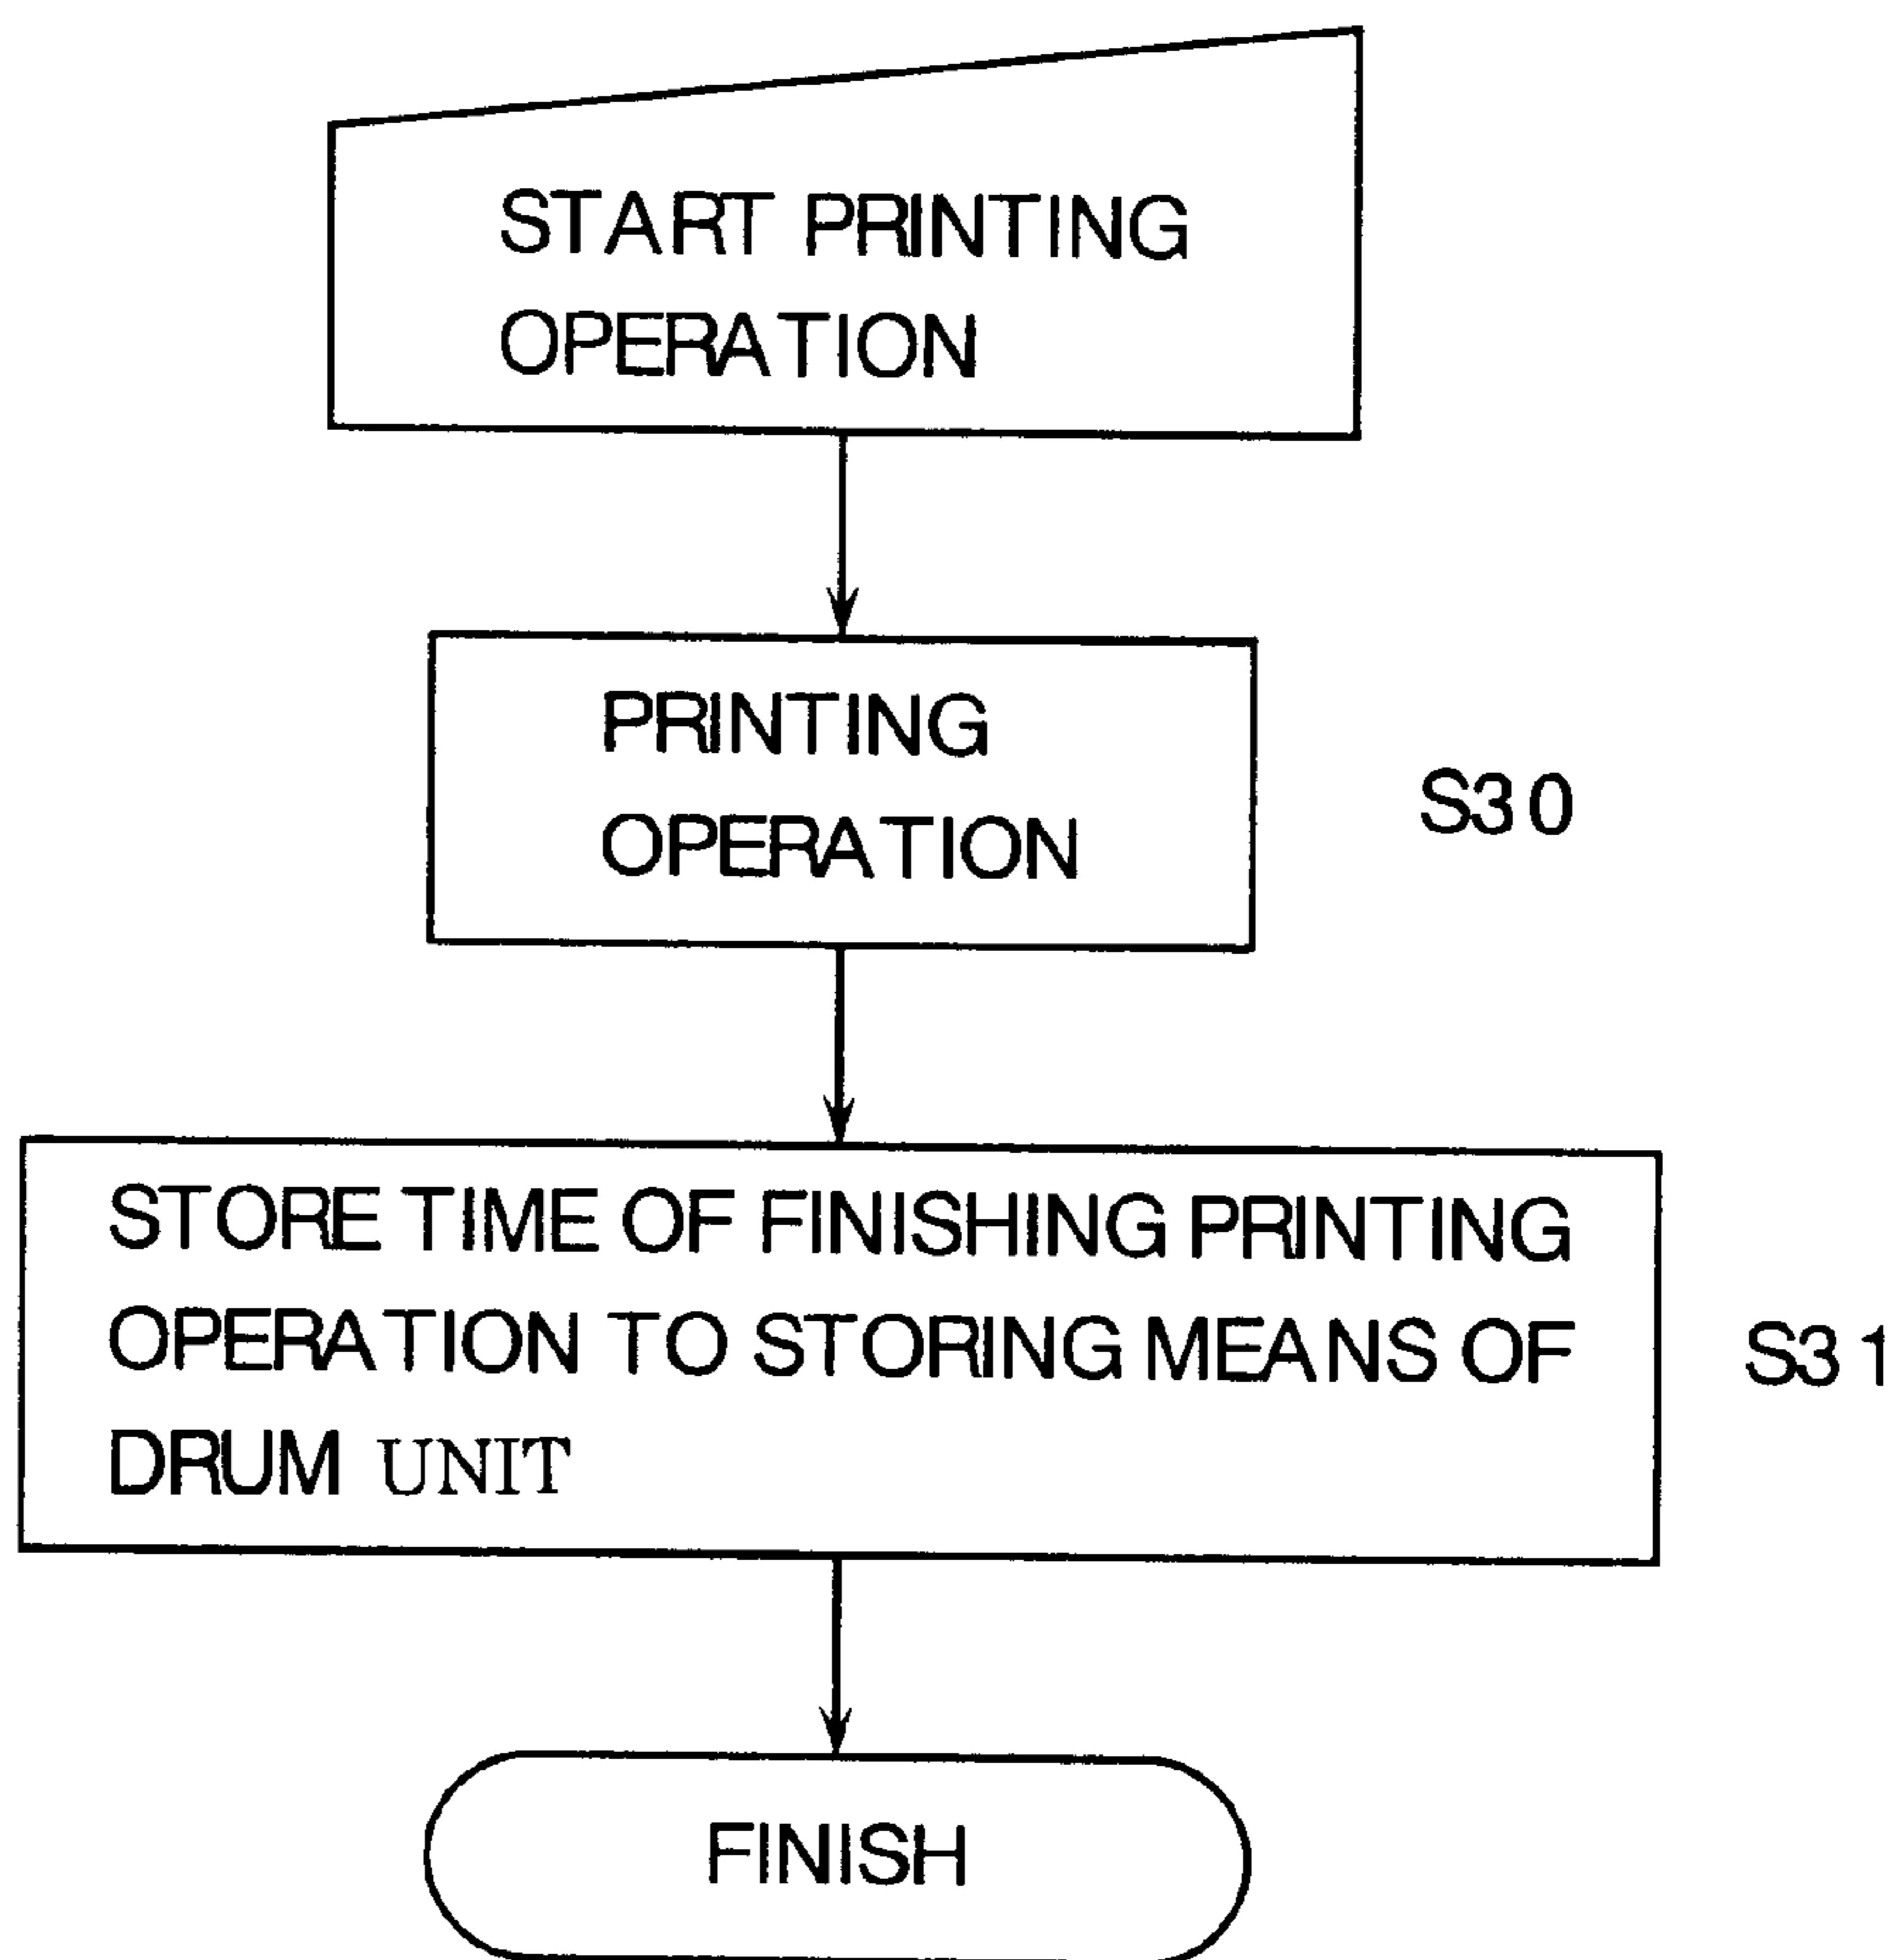 START PRINTING
OPERATION
PRINTING
OPERATION
S30
STORE TIME OF FINISHING PRINTING
OPERATION TO STORING MEANS OF
DRUM UNIT
S31
FINISH